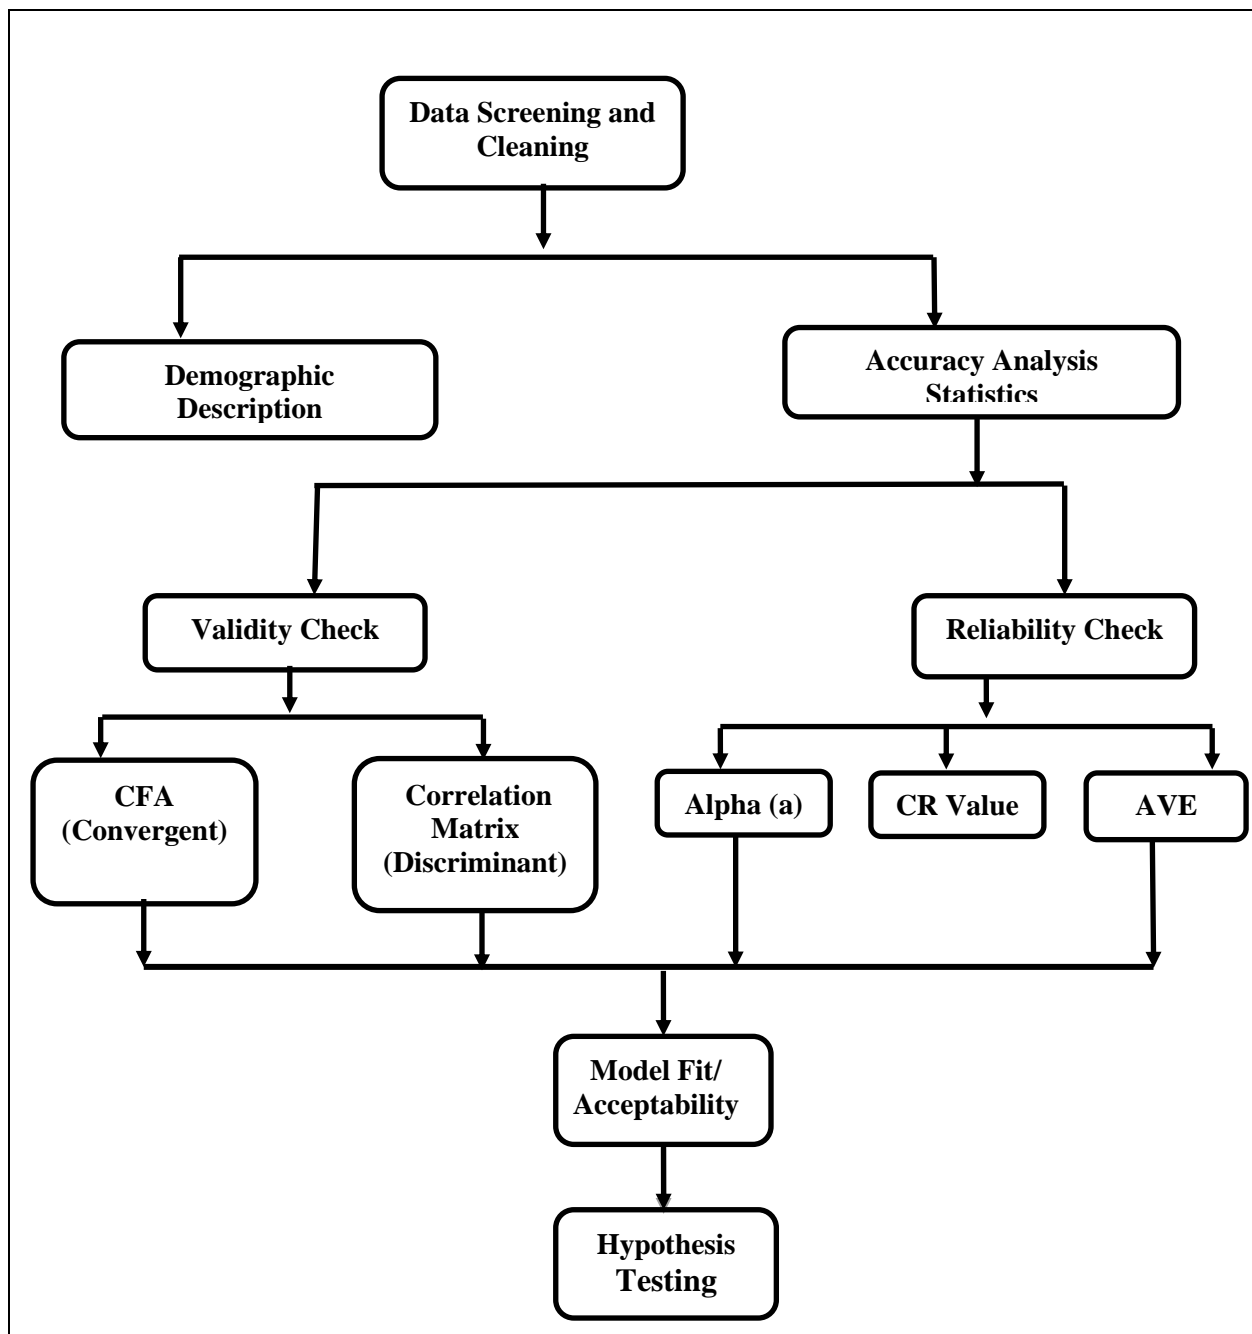 Data Screening and
Cleaning
Demographic
Description
Accuracy Analysis
Statistics
Validity Check
Reliability Check
CFA
(Convergent)
Correlation
Matrix
(Discriminant)
Alpha (a)
CR Value
AVE
Model Fit/
Acceptability
Hypothesis
Testing